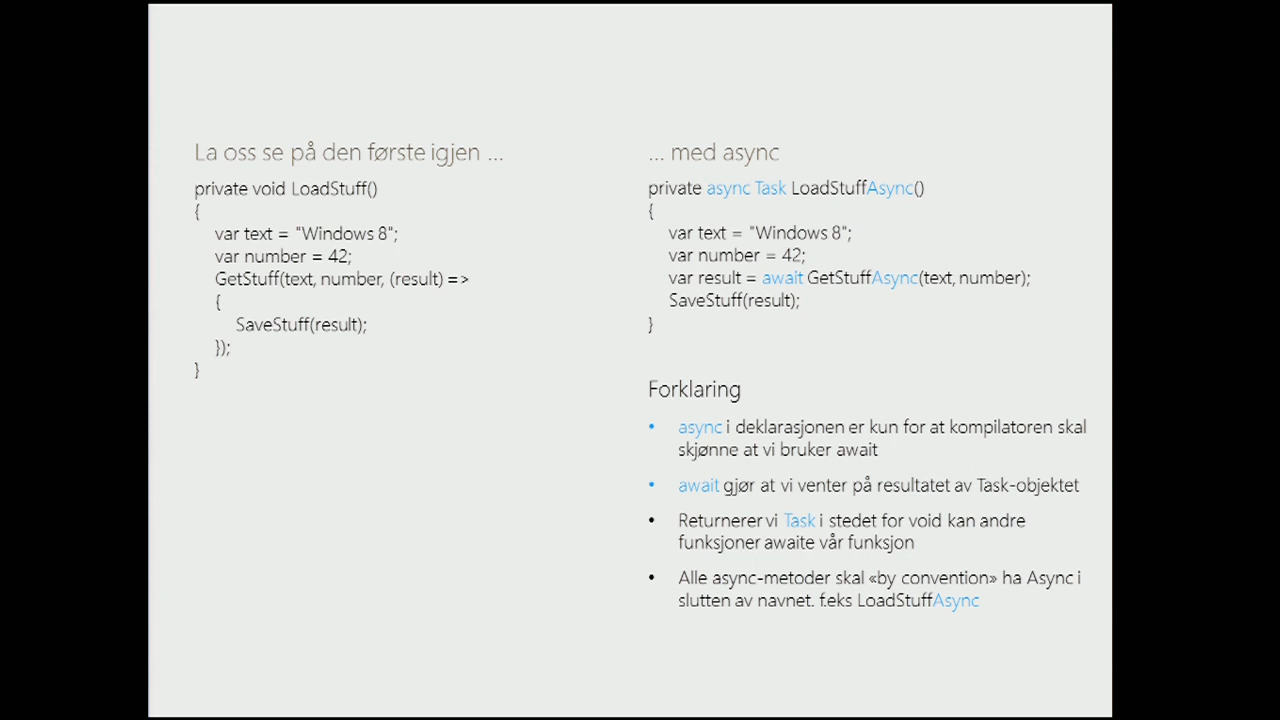 La oss se på den første igjen ...
private void LoadStuff()
{
var text = "Windows 8";
var number = 42;
GetStuff(text, number, (result) =>
{
SaveStuff(result);
});
}
... med async
private async Task LoadStuffAsync()
{
var text = "Windows 8";
var number = 42;
var result = await GetStuffAsync(text, number);
SaveStuff(result);
}
Forklaring
• async i deklarasjonen er kun for at kompilatoren skal
skjønne at vi bruker await
• await gjør at vi venter på resultatet av Task-objektet
• Returnerer vi Task i stedet for void kan andre
funksjoner awaite vår funksjon
• Alle async-metoder skal «by convention» ha Async i
slutten av navnet. f.eks LoadStuffAsync